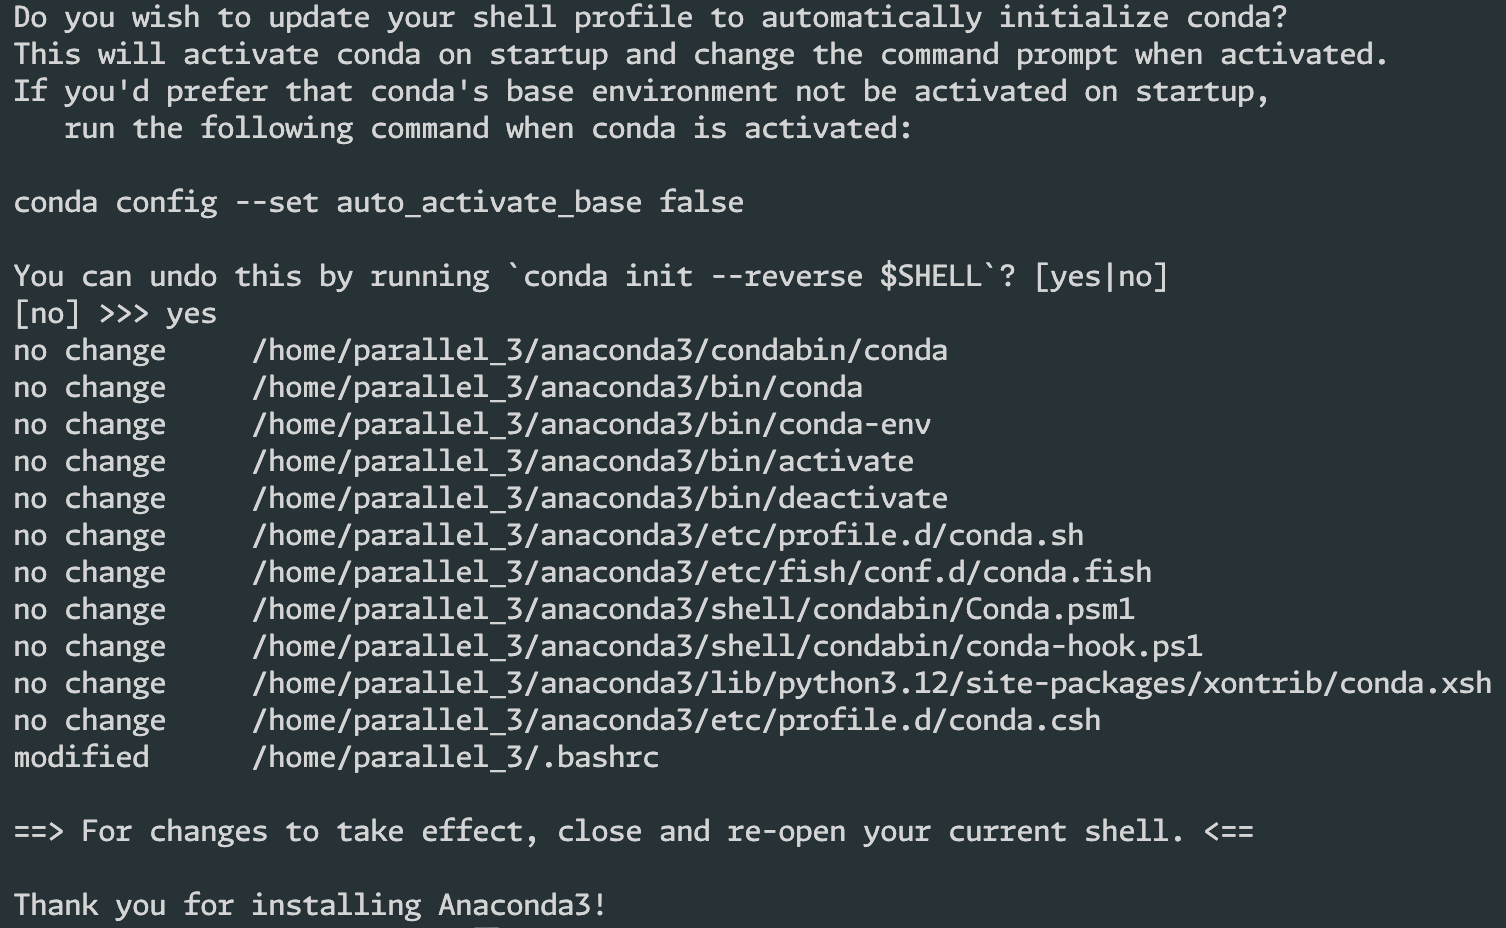 Do you wish to update your shell profile to automatically initialize conda?
This will activate conda on startup and change the command prompt when activated.
If you'd prefer that conda's base environment not be activated on startup,
   run the following command when conda is activated:

conda config --set auto_activate_base false

You can undo this by running `conda init --reverse $SHELL`? [yes|no]
[no] >>> yes
no change     /home/parallel_3/anaconda3/condabin/conda
no change     /home/parallel_3/anaconda3/bin/conda
no change     /home/parallel_3/anaconda3/bin/conda-env
no change     /home/parallel_3/anaconda3/bin/activate
no change     /home/parallel_3/anaconda3/bin/deactivate
no change     /home/parallel_3/anaconda3/etc/profile.d/conda.sh
no change     /home/parallel_3/anaconda3/etc/fish/conf.d/conda.fish
no change     /home/parallel_3/anaconda3/shell/condabin/Conda.psm1
no change     /home/parallel_3/anaconda3/shell/condabin/conda-hook.ps1
no change     /home/parallel_3/anaconda3/lib/python3.12/site-packages/xontrib/conda.xsh
no change     /home/parallel_3/anaconda3/etc/profile.d/conda.csh
modified      /home/parallel_3/.bashrc

==> For changes to take effect, close and re-open your current shell. <==

Thank you for installing Anaconda3!